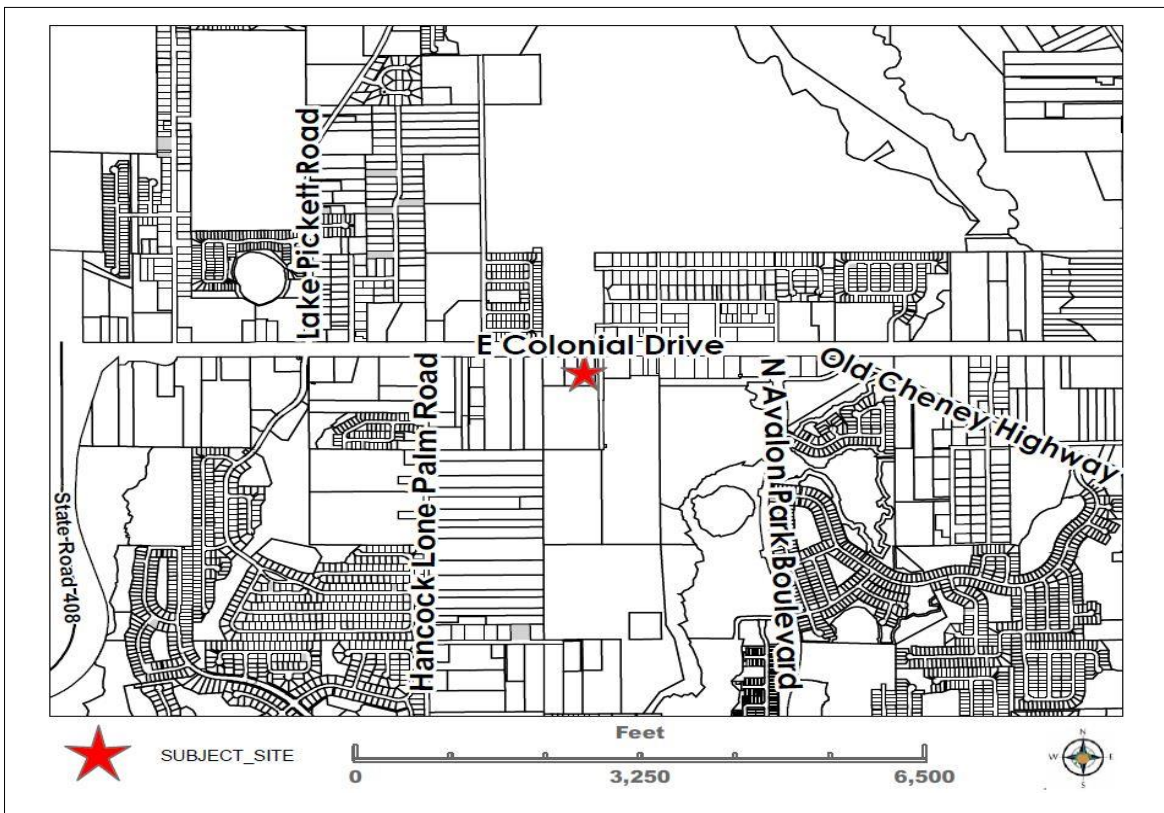 Lake Pickett Road
E Colonial Drive
Old Cheney Highway
Hancock Lone Palm Road
N Avalon Park Boulevard
State Road 408
SUBJECT_SITE
Feet
0 3,250 6,500
N
W E
S